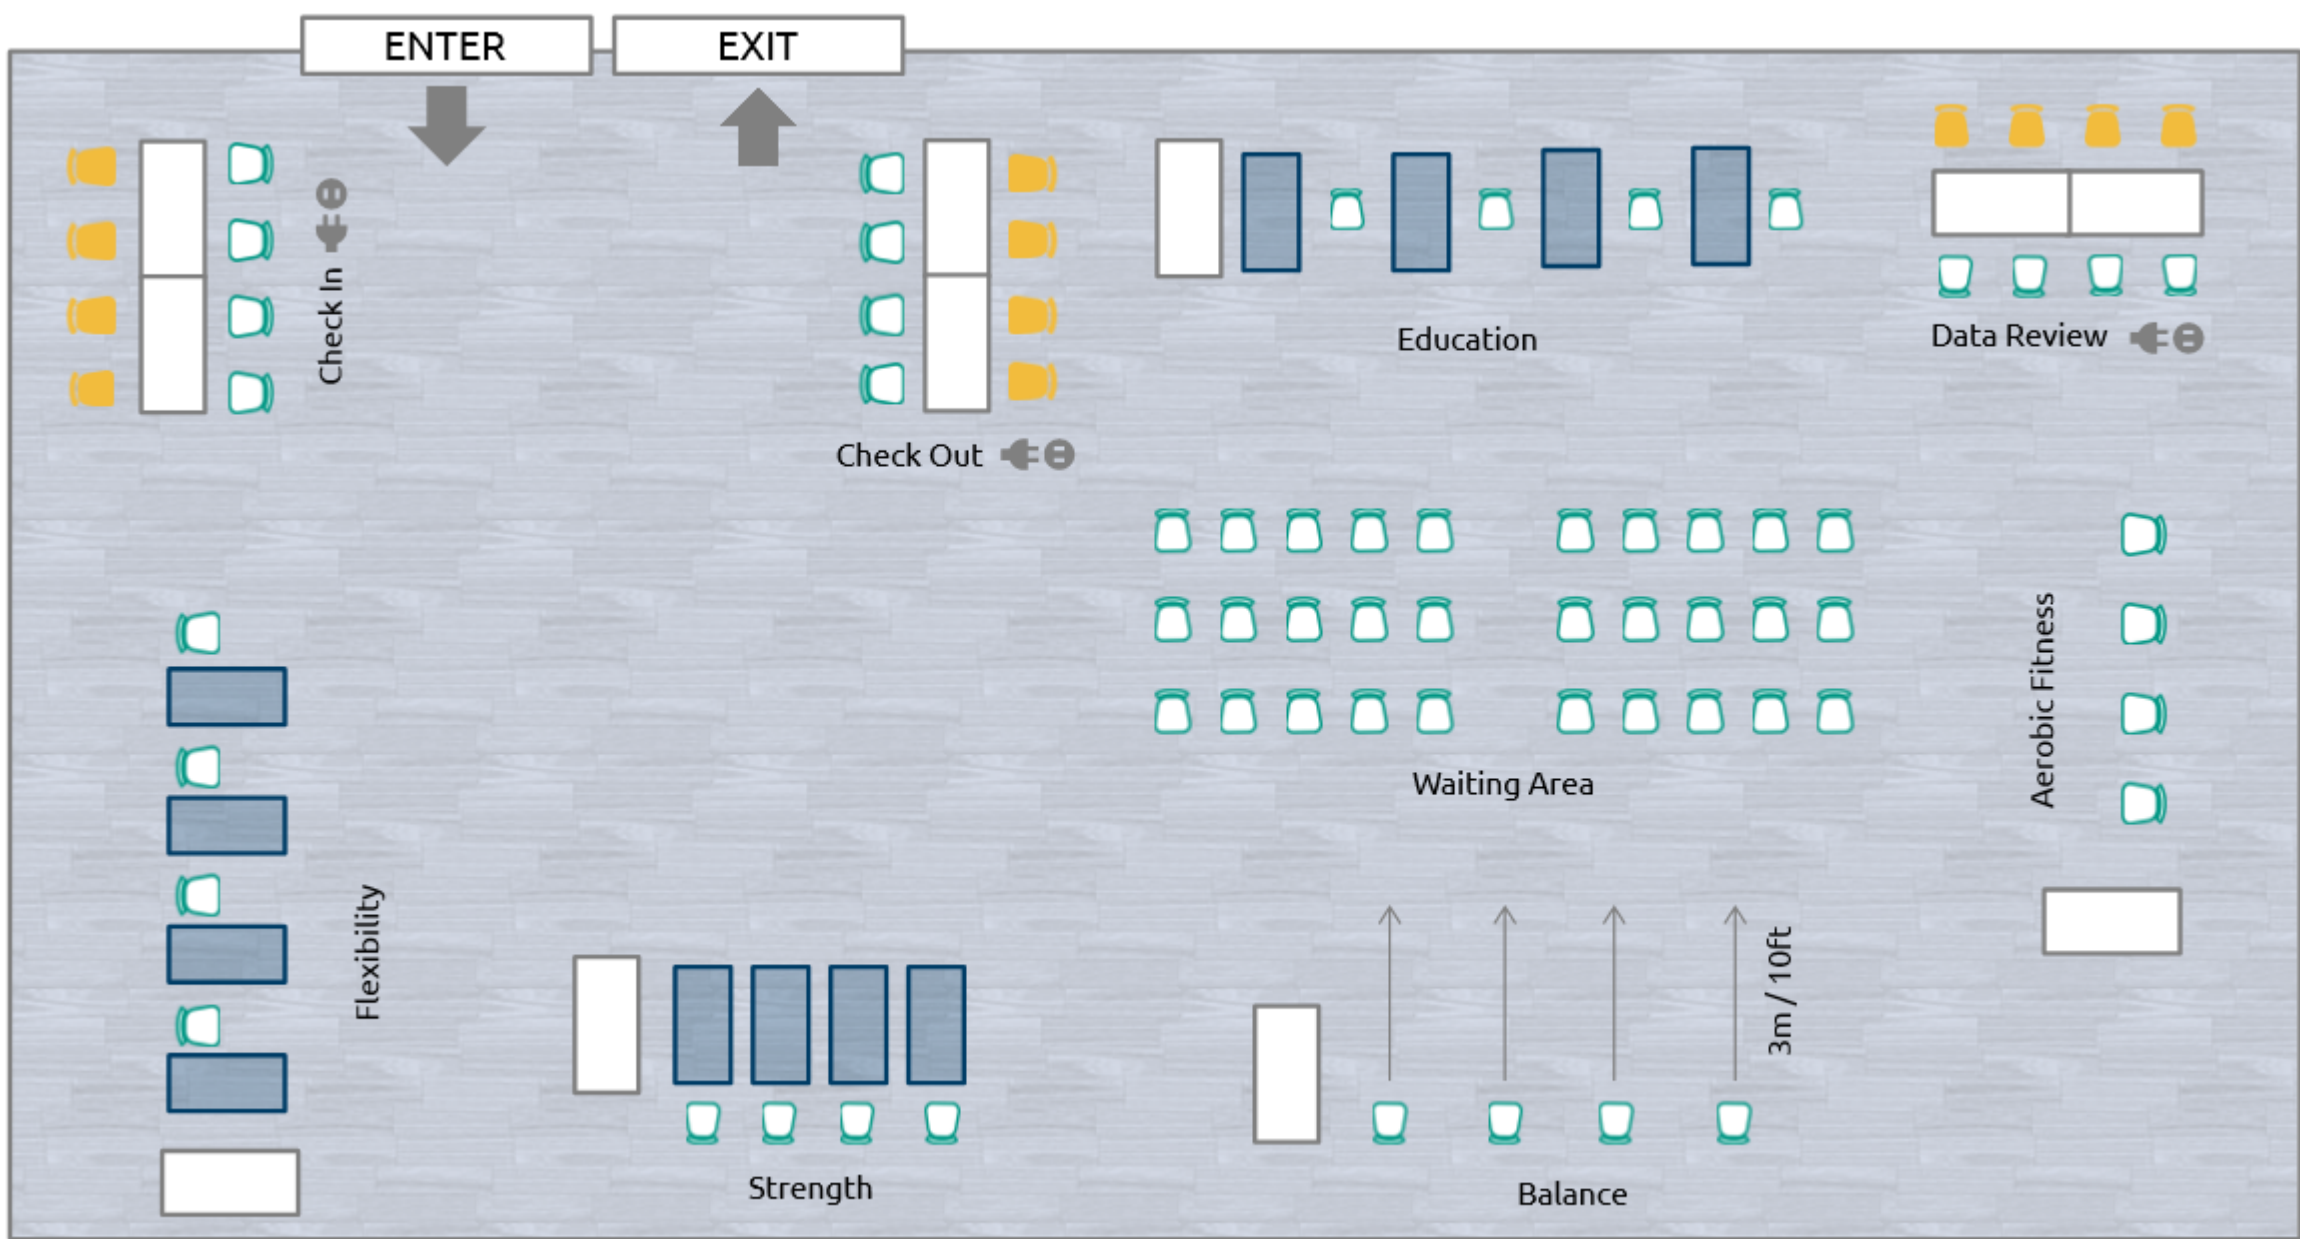 ENTER
EXIT
Check In
Check Out
Education
Data Review
Waiting Area
Aerobic Fitness
Flexibility
Strength
3m / 10ft
Balance